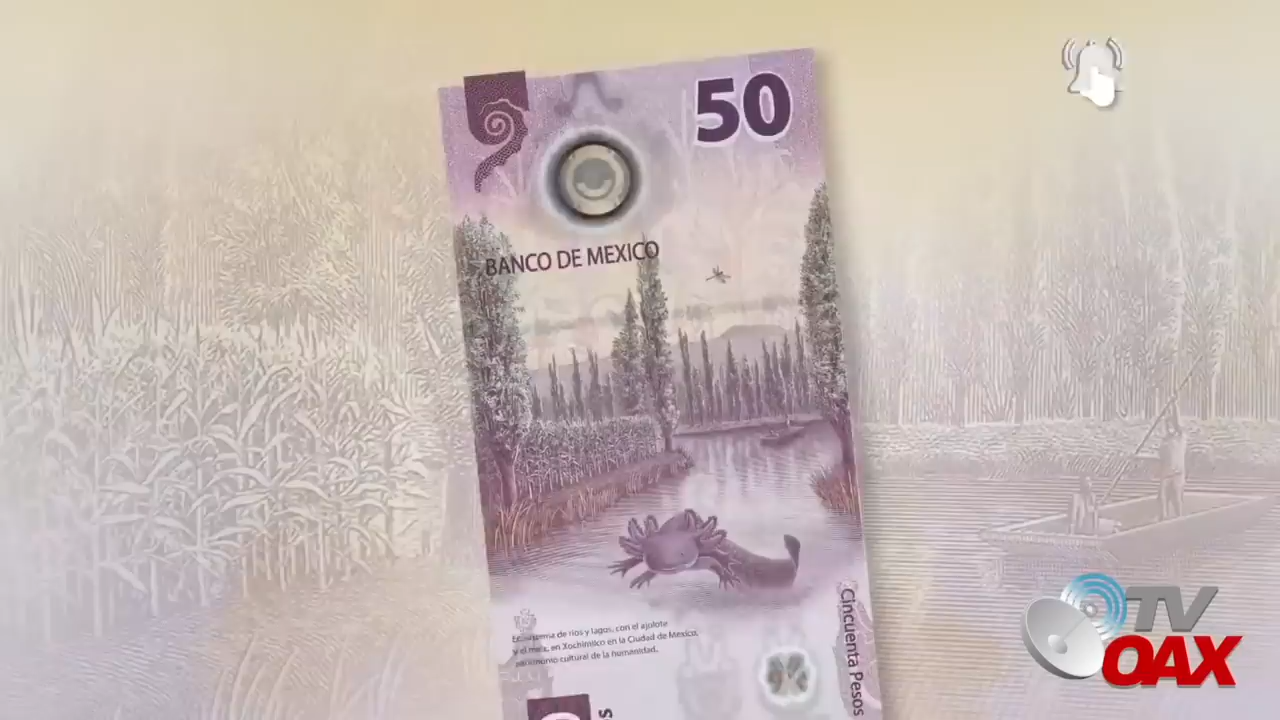 50
BANCO DE MEXICO
Ecosistema de ríos y lagos, con el ajolote
y el maíz, en Xochimilco en la Ciudad de México,
patrimonio cultural de la humanidad.
Cincuenta Pesos
TV
OAX